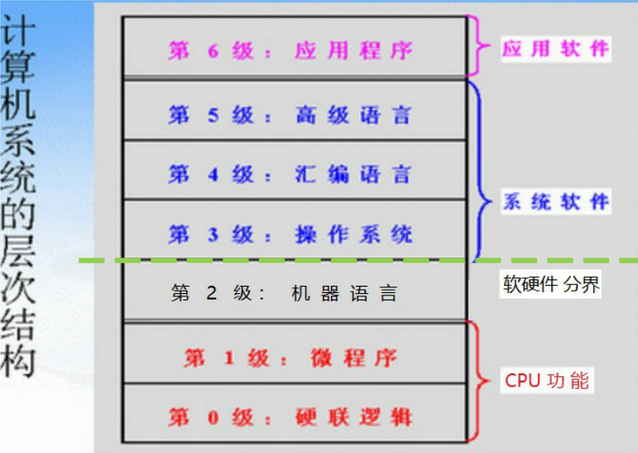 计算机系统的层次结构
第 6 级：应用程序
应用软件
第 5 级：高级语言
第 4 级：汇编语言
系统软件
第 3 级：操作系统
软硬件 分界
第 2 级：机器语言
第 1 级：微程序
CPU 功能
第 0 级：硬联逻辑